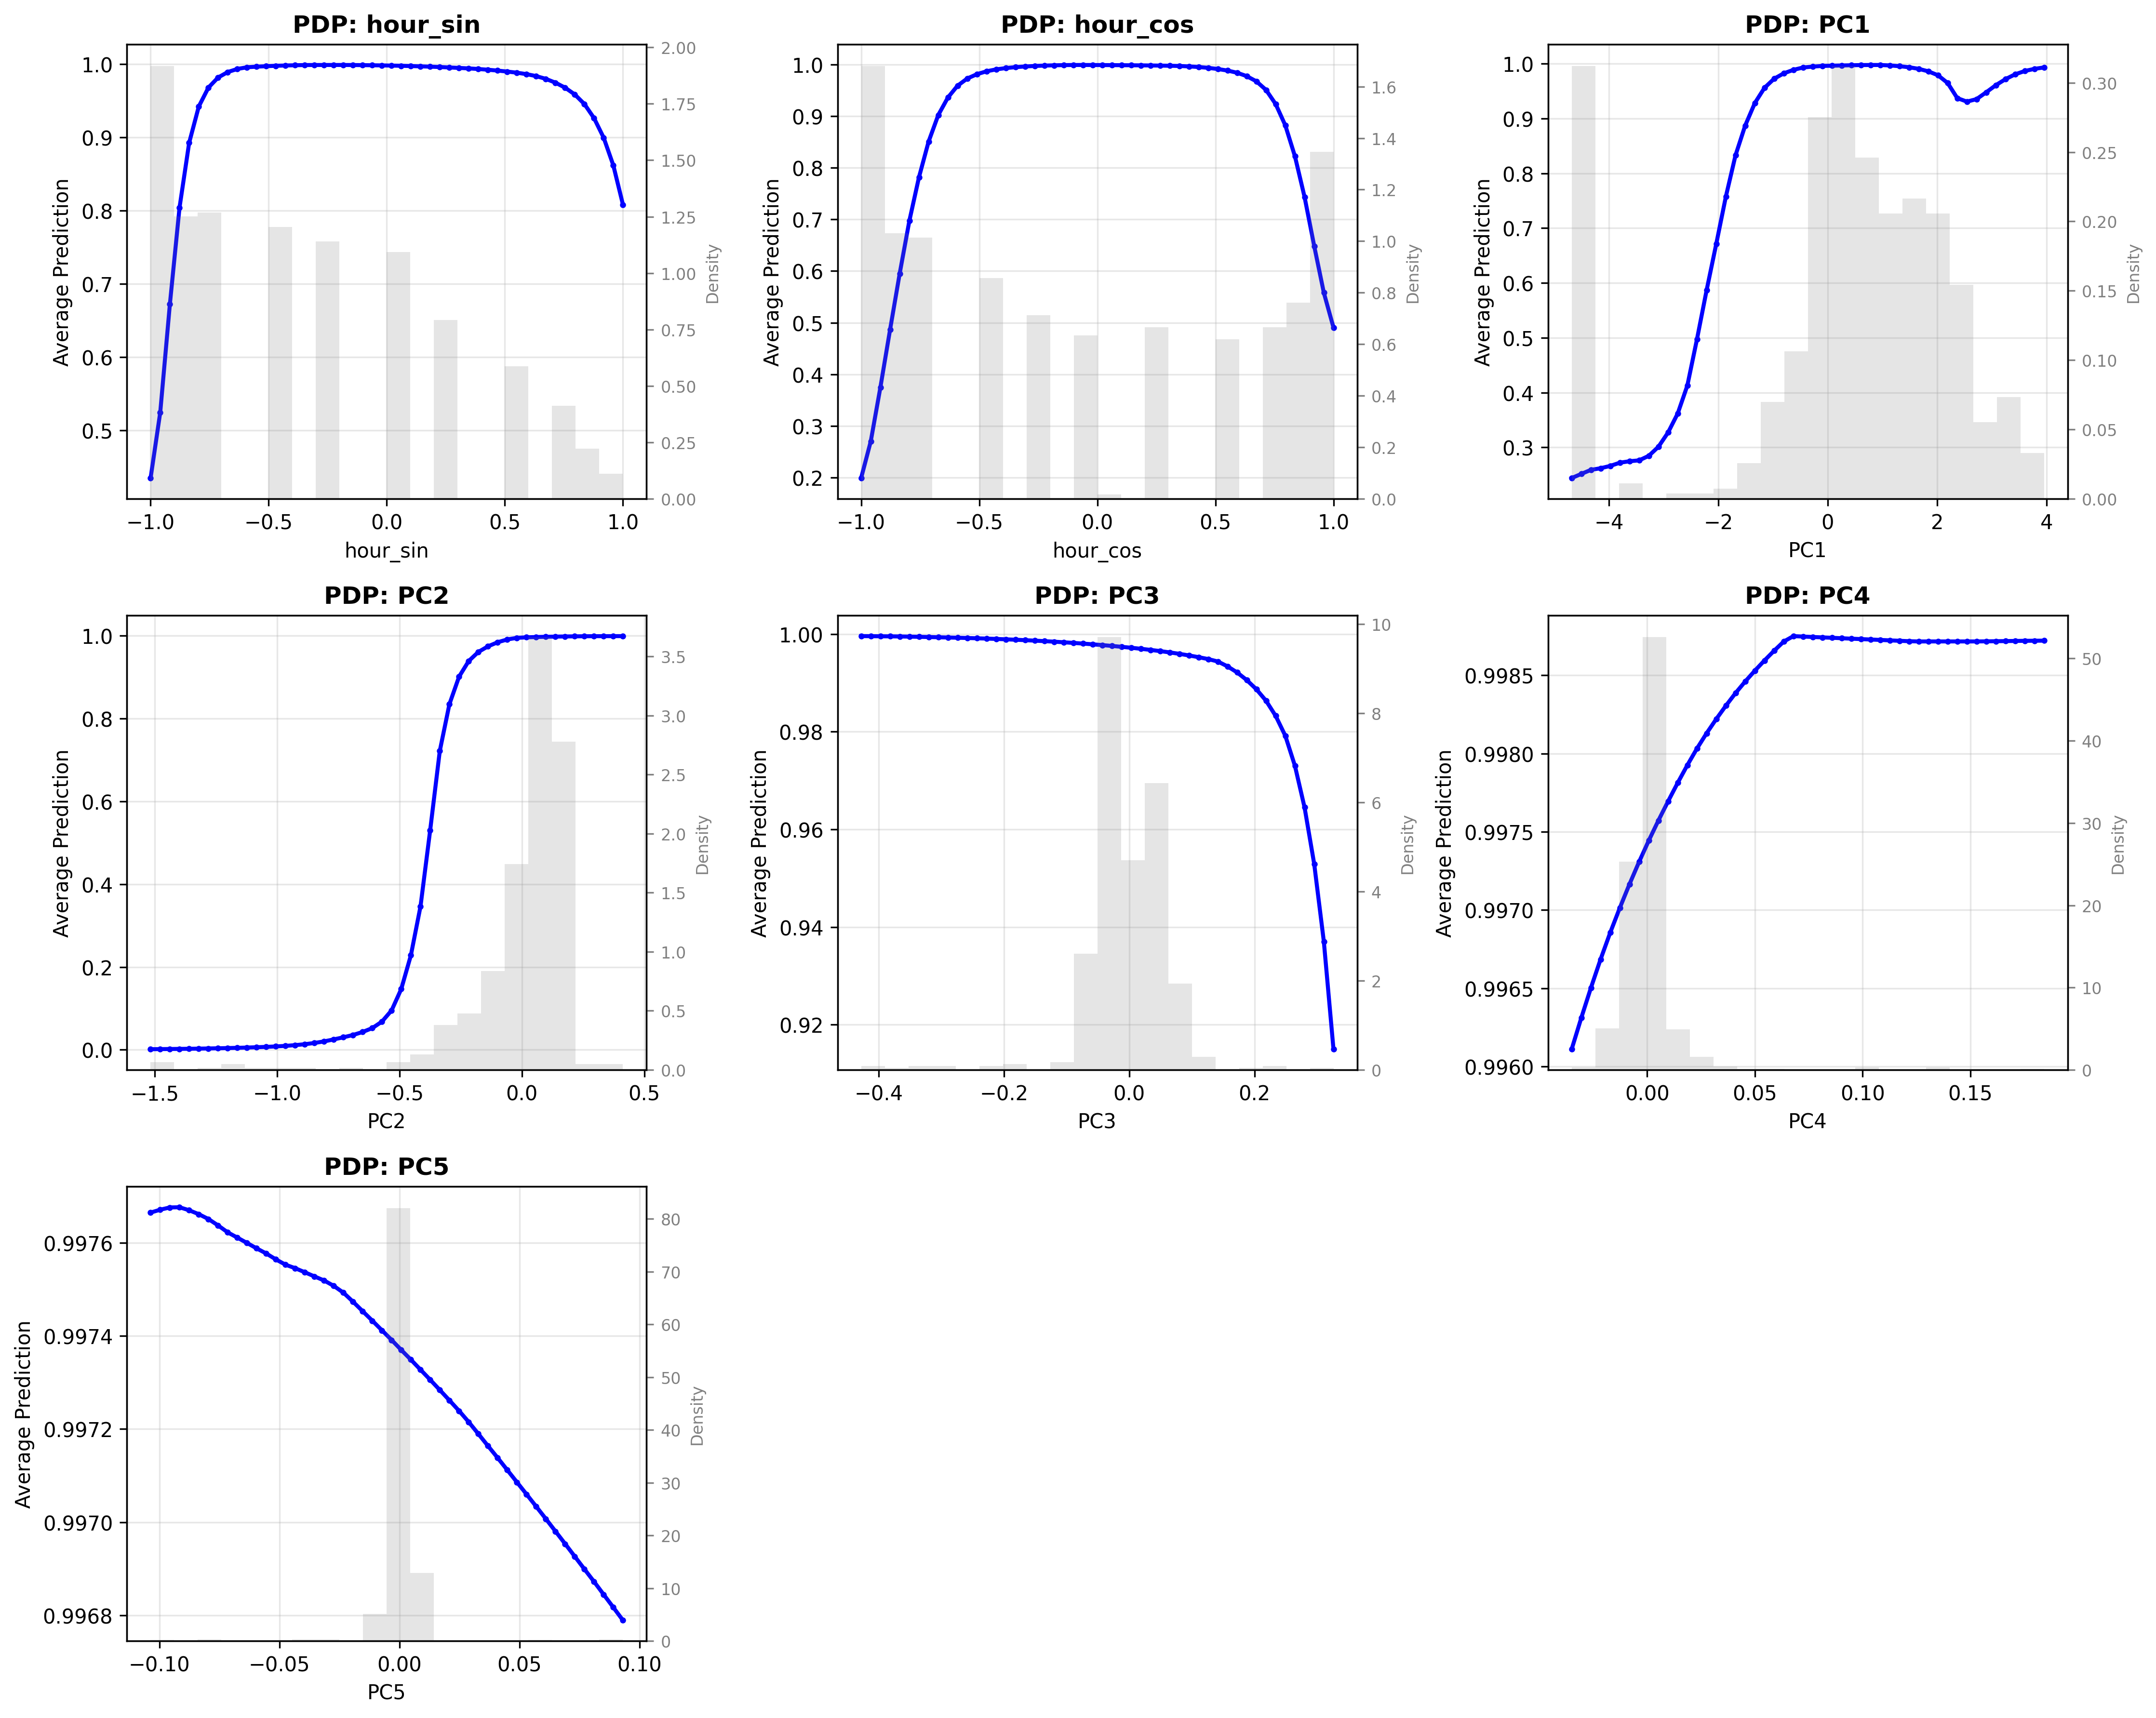 PDP: hour_sin
1.0
0.9
0.8
0.7
0.6
0.5
Average Prediction
2.00
1.75
1.50
1.25
1.00
0.75
0.50
0.25
0.00
Density
−1.0 −0.5 0.0 0.5 1.0
hour_sin
PDP: hour_cos
1.0
0.9
0.8
0.7
0.6
0.5
0.4
0.3
0.2
Average Prediction
1.6
1.4
1.2
1.0
0.8
0.6
0.4
0.2
0.0
Density
−1.0 −0.5 0.0 0.5 1.0
hour_cos
PDP: PC1
1.0
0.9
0.8
0.7
0.6
0.5
0.4
0.3
Average Prediction
0.30
0.25
0.20
0.15
0.10
0.05
0.00
Density
−4 −2 0 2 4
PC1
PDP: PC2
1.0
0.8
0.6
0.4
0.2
0.0
Average Prediction
3.5
3.0
2.5
2.0
1.5
1.0
0.5
0.0
Density
−1.5 −1.0 −0.5 0.0 0.5
PC2
PDP: PC3
1.00
0.98
0.96
0.94
0.92
Average Prediction
10
8
6
4
2
0
Density
−0.4 −0.2 0.0 0.2
PC3
PDP: PC4
0.9985
0.9980
0.9975
0.9970
0.9965
0.9960
Average Prediction
50
40
30
20
10
0
Density
0.00 0.05 0.10 0.15
PC4
PDP: PC5
0.9976
0.9974
0.9972
0.9970
0.9968
Average Prediction
80
70
60
50
40
30
20
10
0
Density
−0.10 −0.05 0.00 0.05 0.10
PC5